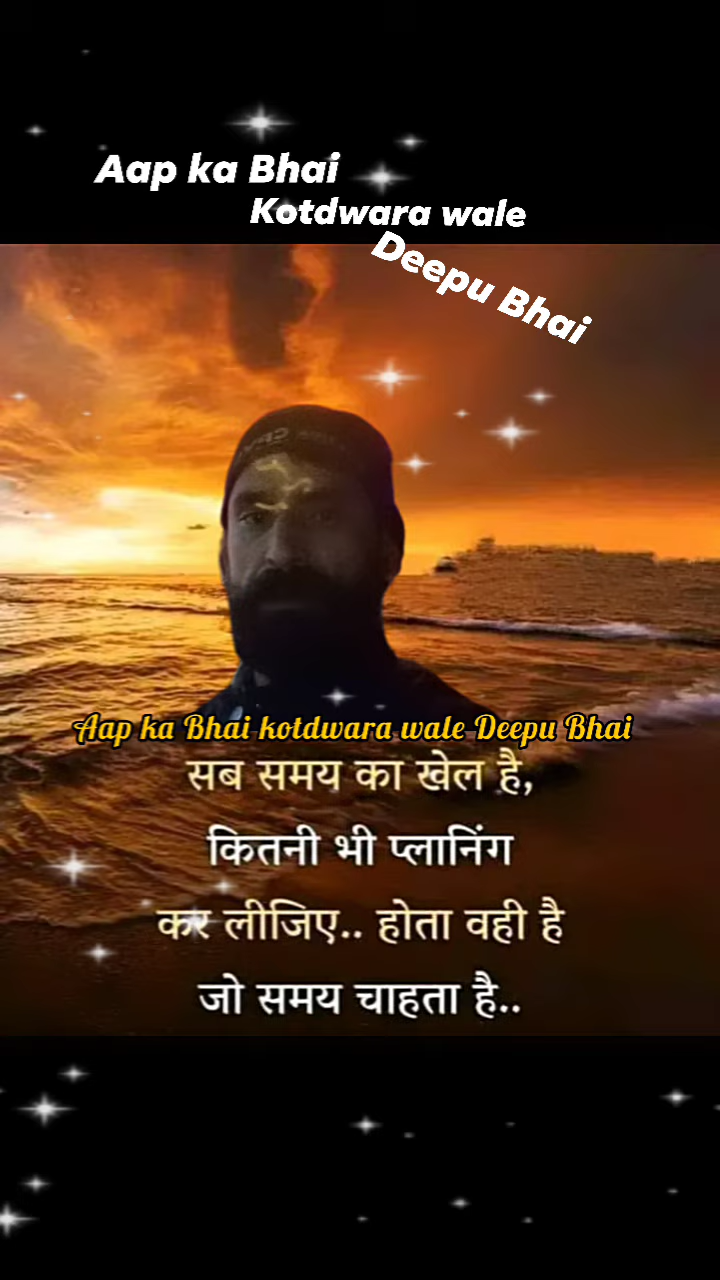 Aap ka Bhai
Kotdwara wale
Deepu Bhai
Aap ka Bhai kotdwara wale Deepu Bhai
सब समय का खेल है,
कितनी भी प्लानिंग
कर लीजिए.. होता वही है
जो समय चाहता है..